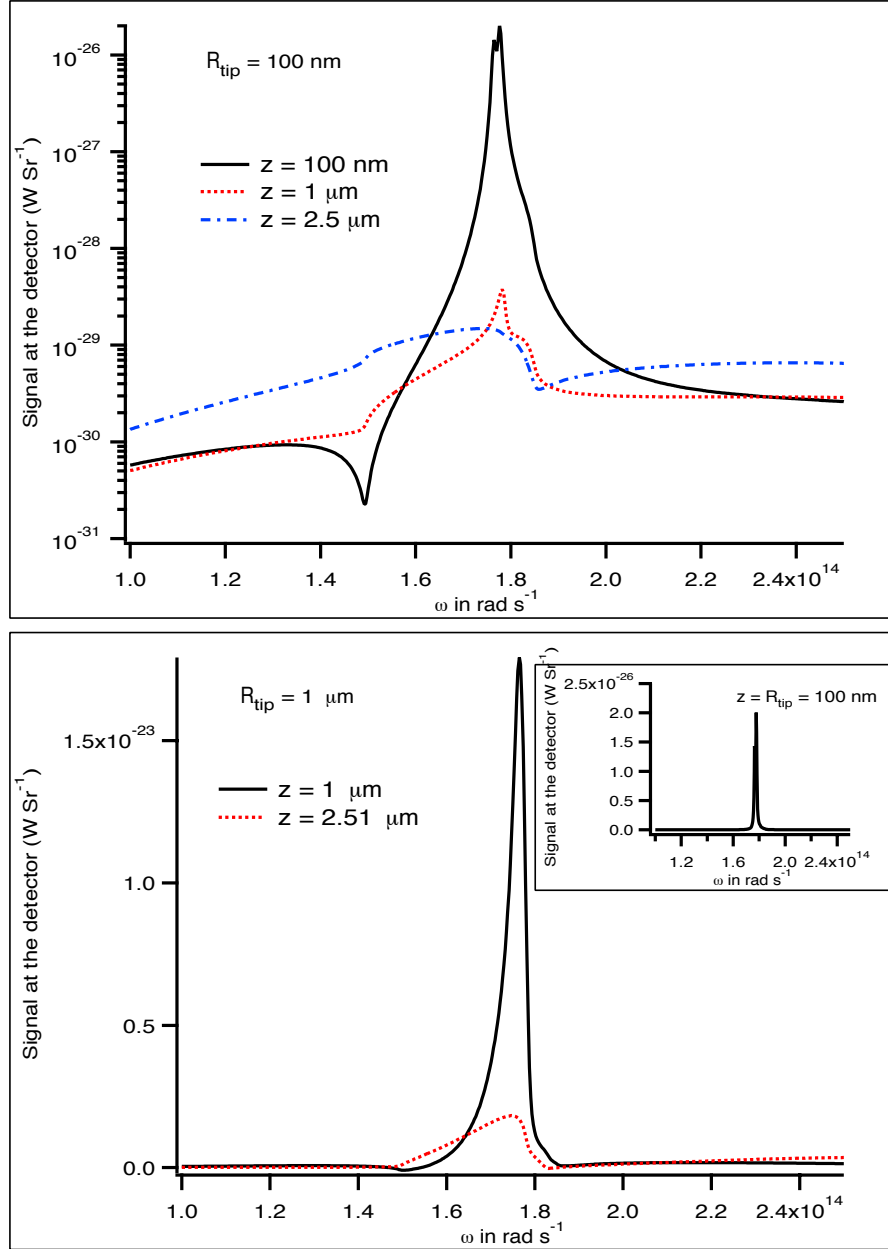 R_tip = 100 nm
z = 100 nm
z = 1 μm
z = 2.5 μm
Signal at the detector (W Sr^-1)
10^-26
10^-27
10^-28
10^-29
10^-30
10^-31
1.0 1.2 1.4 1.6 1.8 2.0 2.2 2.4x10^14
ω in rad s^-1
R_tip = 1 μm
z = 1 μm
z = 2.51 μm
Signal at the detector (W Sr^-1)
1.5x10^-23
1.0
0.5
0.0
1.0 1.2 1.4 1.6 1.8 2.0 2.2 2.4x10^14
ω in rad s^-1
z = R_tip = 100 nm
Signal at the detector (W Sr^-1)
2.5x10^-26
2.0
1.5
1.0
0.5
0.0
1.2 1.6 2.0 2.4x10^14
ω in rad s^-1